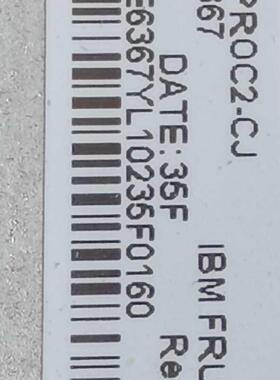 PROC2-CJ
367
DATE: 35F
IBM FRU
Re
E6367YL10235F0160